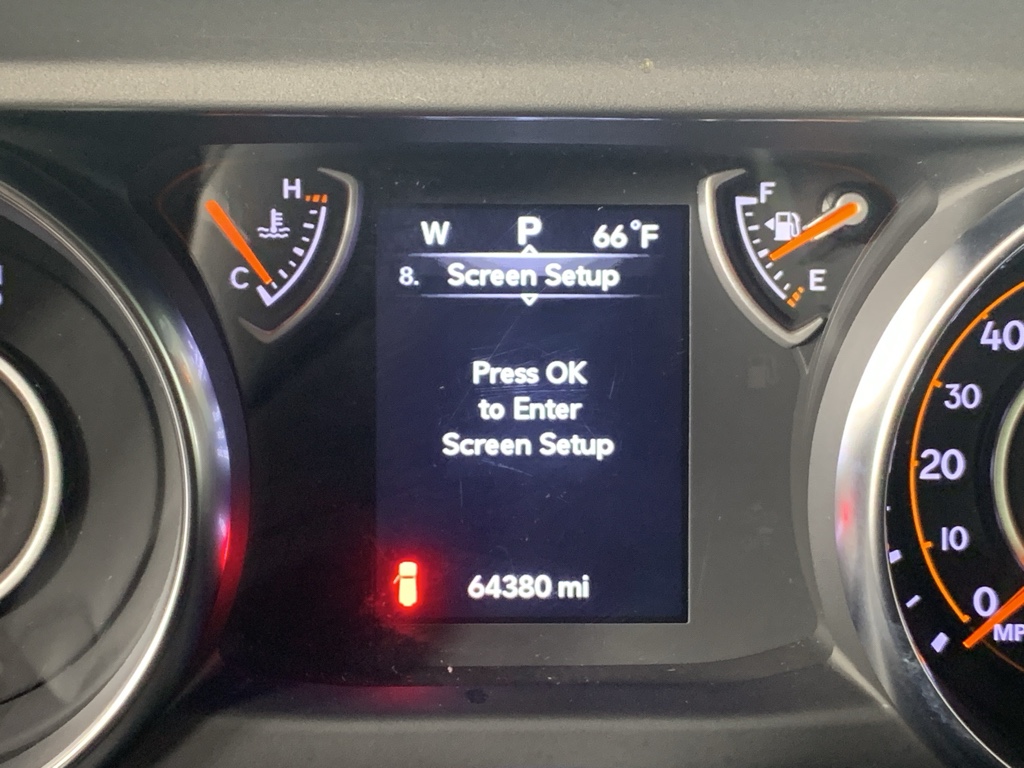 H
C
W P 66°F
8. Screen Setup
Press OK
to Enter
Screen Setup
64380 mi
F
E
40
30
20
10
0